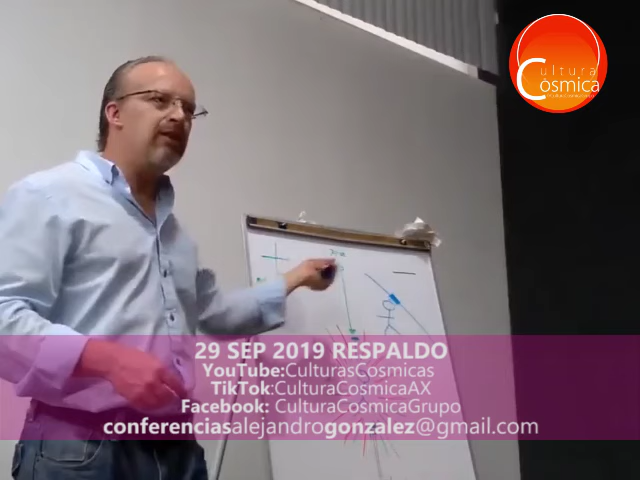 Cultura
Cósmica
29 SEP 2019 RESPALDO
YouTube:CulturasCosmicas
TikTok:CulturaCosmicaAX
Facebook: CulturaCosmicaGrupo
conferenciasalejandrogonzalez@gmail.com